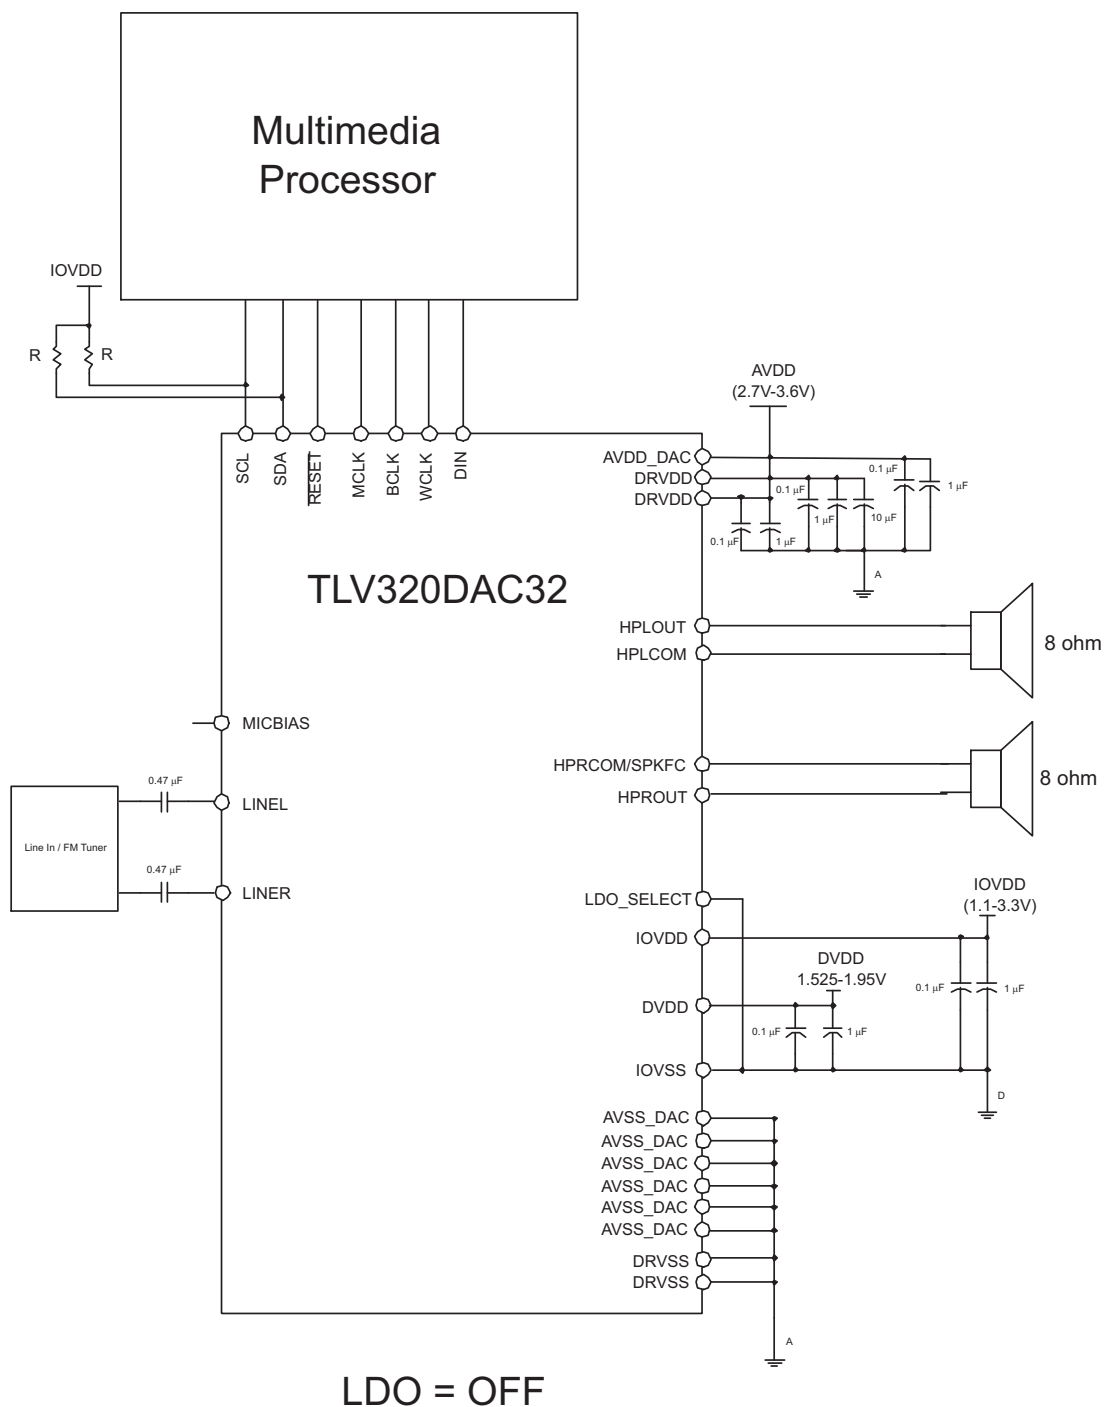 Multimedia
Processor
IOVDD
R
R
SCL
SDA
RESET
MCLK
BCLK
WCLK
DIN
AVDD
(2.7V-3.6V)
AVDD_DAC
DRVDD
DRVDD
0.1 μF
1 μF
0.1 μF
1 μF
10 μF
0.1 μF
1 μF
A
TLV320DAC32
HPLOUT
HPLCOM
8 ohm
MICBIAS
HPRCOM/SPKFC
HPROUT
8 ohm
0.47 μF
LINEL
Line In / FM Tuner
0.47 μF
LINER
LDO_SELECT
IOVDD
(1.1-3.3V)
IOVDD
DVDD
1.525-1.95V
0.1 μF
1 μF
DVDD
0.1 μF
1 μF
IOVSS
D
AVSS_DAC
AVSS_DAC
AVSS_DAC
AVSS_DAC
AVSS_DAC
AVSS_DAC
DRVSS
DRVSS
A
LDO = OFF